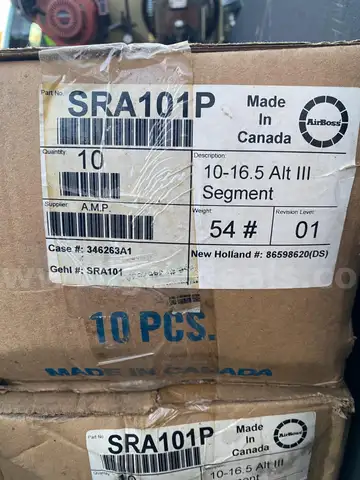 Part No.
SRA101P
Made
In
Canada
AirBoss
Quantity
10
Description:
10-16.5 Alt III
Segment
Supplier
A.M.P.
Weight
54 #
Revision Level
01
Case #: 346263A1
New Holland #: 86598620(DS)
Gehl #: SRA101
10 PCS.
MADE IN CANADA
Part No
SRA101P
Made
In
Canada
AirBoss
10-16.5 Alt III